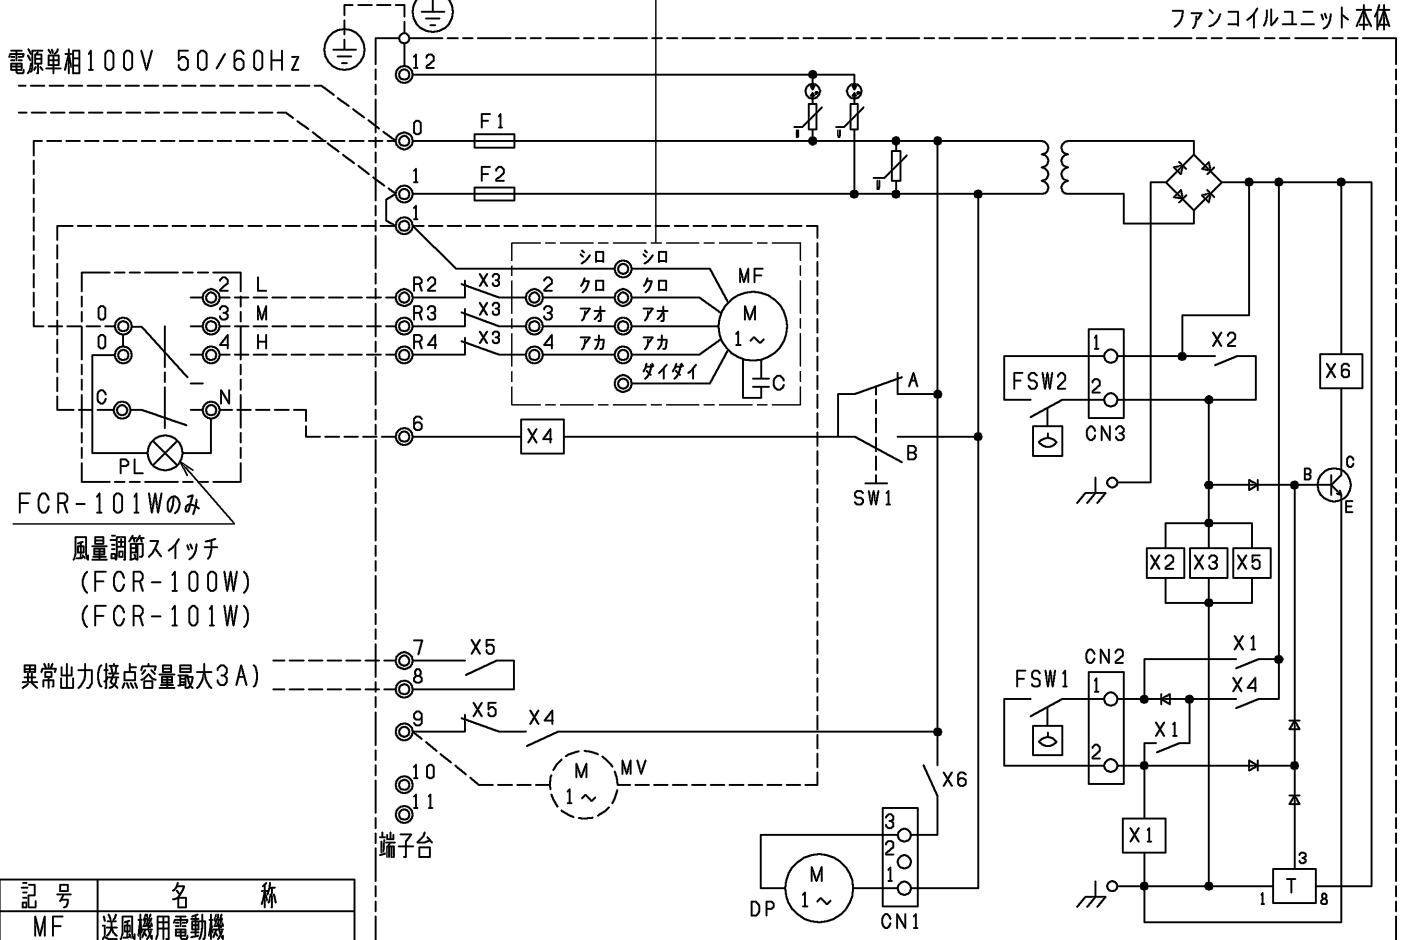 ファンコイルユニット本体
電源単相100V 50/60Hz
12
0
F1
1
F2
1
シロ シロ
MF
2 L
R2 X3 2 クロ クロ
3 M
R3 X3 3 アオ アオ
M
1～
4 H
R4 X3 4 アカ アカ
ダイダイ
C
0
0
C
N
PL
6
X4
A
B
SW1
FCR-101Wのみ
風量調節スイッチ
(FCR-100W)
(FCR-101W)
異常出力(接点容量最大3A)
7
X5
8
9
X5 X4
10
M
1～
MV
11
端子台
X6
3
2
1
CN1
M
1～
DP
1
2
CN3
FSW2
X2
X6
B
C
E
X2 X3 X5
CN2
FSW1
1
2
X1
X4
X1
X1
3
T
1
8
記号 名称
MF 送風機用電動機